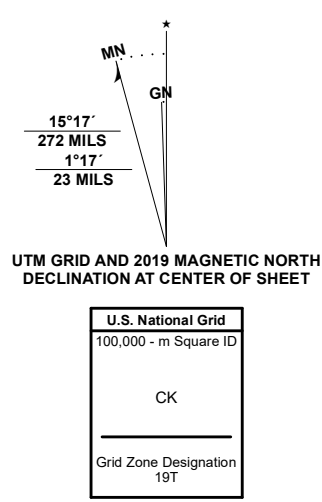 ★
MN
GN
15°17´
272 MILS
1°17´
23 MILS
UTM GRID AND 2019 MAGNETIC NORTH
DECLINATION AT CENTER OF SHEET
U.S. National Grid
100,000 - m Square ID
CK
Grid Zone Designation
19T